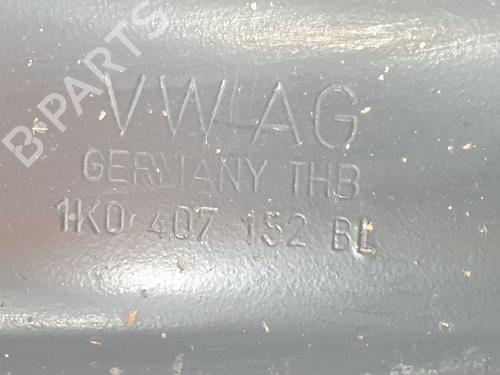 B PARTS
VW AG
GERMANY THB
1K0 407 152 BL